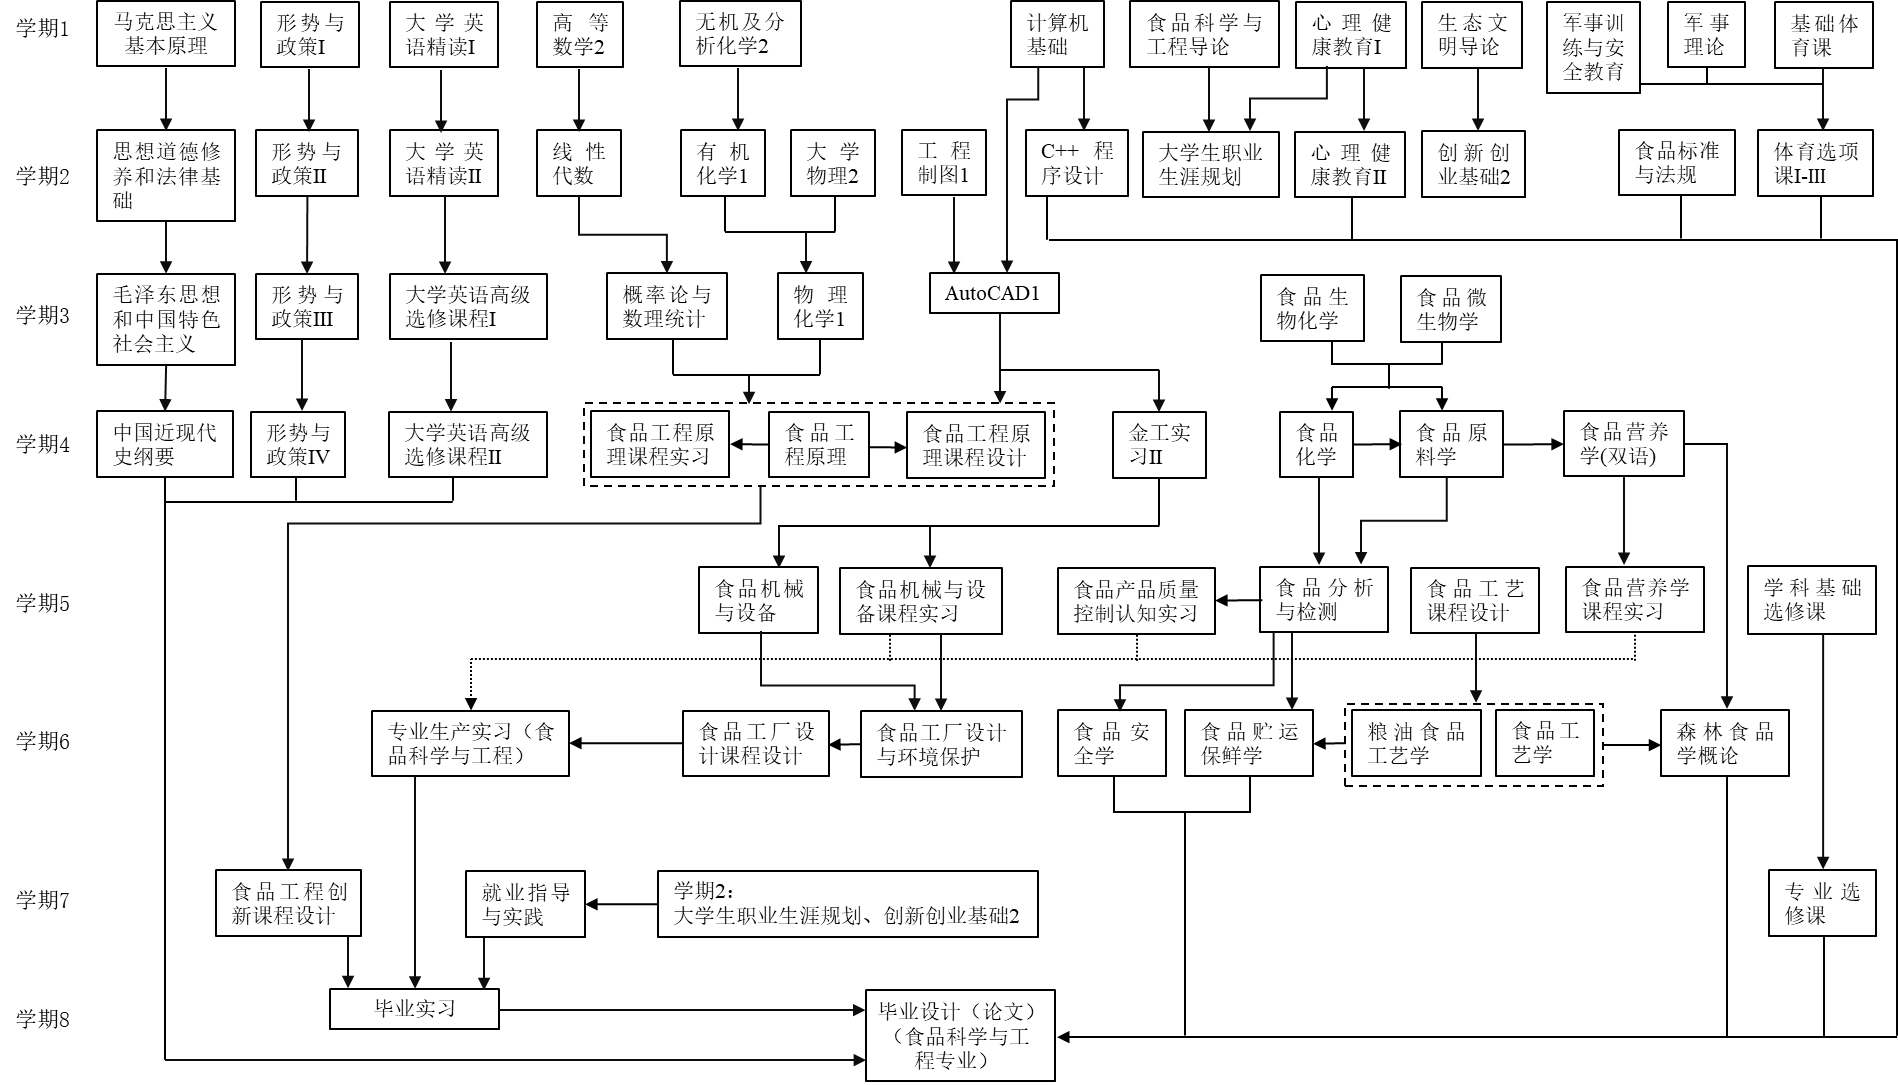 学期1
马克思主义
基本原理
形势与
政策I
大学英
语精读I
高等
数学2
无机及分
析化学2
计算机
基础
食品科学与
工程导论
心理健
康教育I
生态文
明导论
军事训
练与安
全教育
军事
理论
基础体
育课
学期2
思想道德修
养和法律基
础
形势与
政策II
大学英
语精读II
线性
代数
有机
化学1
大学
物理2
工程
制图1
C++程
序设计
大学生职业
生涯规划
心理健
康教育II
创新创
业基础2
食品标准
与法规
体育选项
课I-III
学期3
毛泽东思想
和中国特色
社会主义
形势与
政策III
大学英语高级
选修课程I
概率论与
数理统计
物理
化学1
AutoCAD1
食品生
物化学
食品微
生物学
学期4
中国近现代
史纲要
形势与
政策IV
大学英语高级
选修课程II
食品工程原
理课程实习
食品工
程原理
食品工程原
理课程设计
金工实
习II
食品
化学
食品原
料学
食品营养
学(双语)
学期5
食品机械
与设备
食品机械与设
备课程实习
食品产品质量
控制认知实习
食品分析
与检测
食品工艺
课程设计
食品营养学
课程实习
学科基础
选修课
学期6
专业生产实习（食
品科学与工程）
食品工厂设
计课程设计
食品工厂设计
与环境保护
食品安
全学
食品贮运
保鲜学
粮油食品
工艺学
食品工
艺学
森林食品
学概论
学期7
食品工程创
新课程设计
就业指导
与实践
学期2：
大学生职业生涯规划、创新创业基础2
专业选
修课
学期8
毕业实习
毕业设计（论文）
（食品科学与工
程专业）